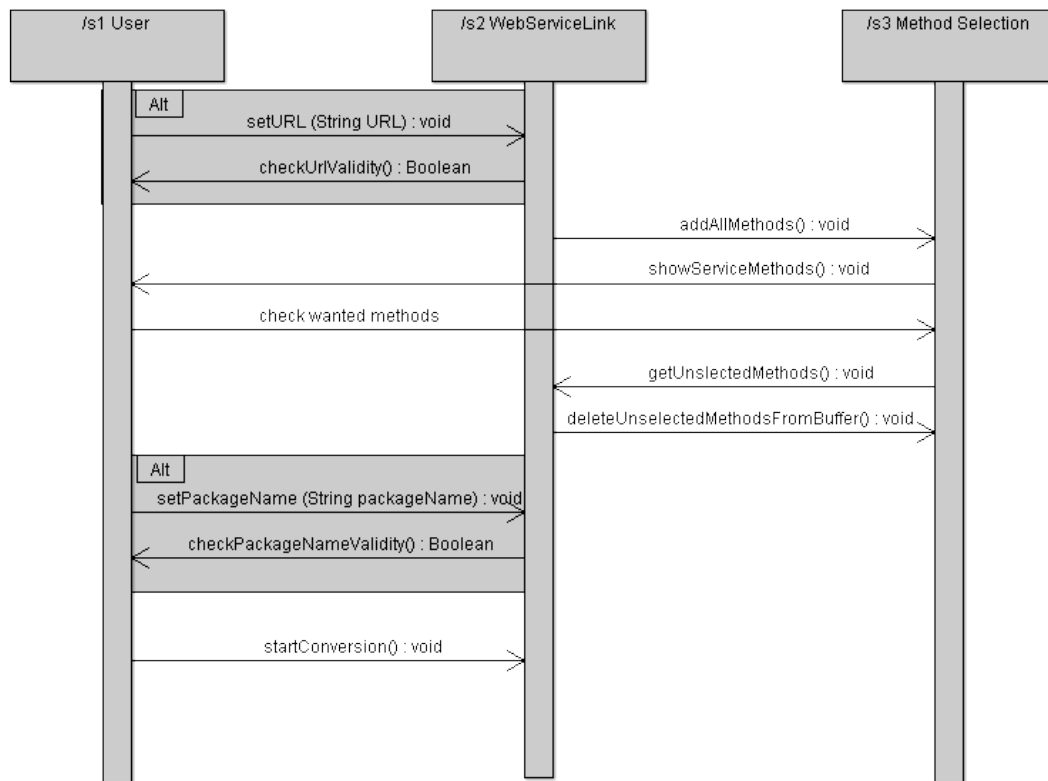 /s1 User
/s2 WebServiceLink
/s3 Method Selection
Alt
setURL (String URL) : void
checkUrlValidity() : Boolean
addAllMethods() : void
showServiceMethods() : void
check wanted methods
getUnslectedMethods() : void
deleteUnselectedMethodsFromBuffer() : void
Alt
setPackageName (String packageName) : void
checkPackageNameValidity() : Boolean
startConversion() : void